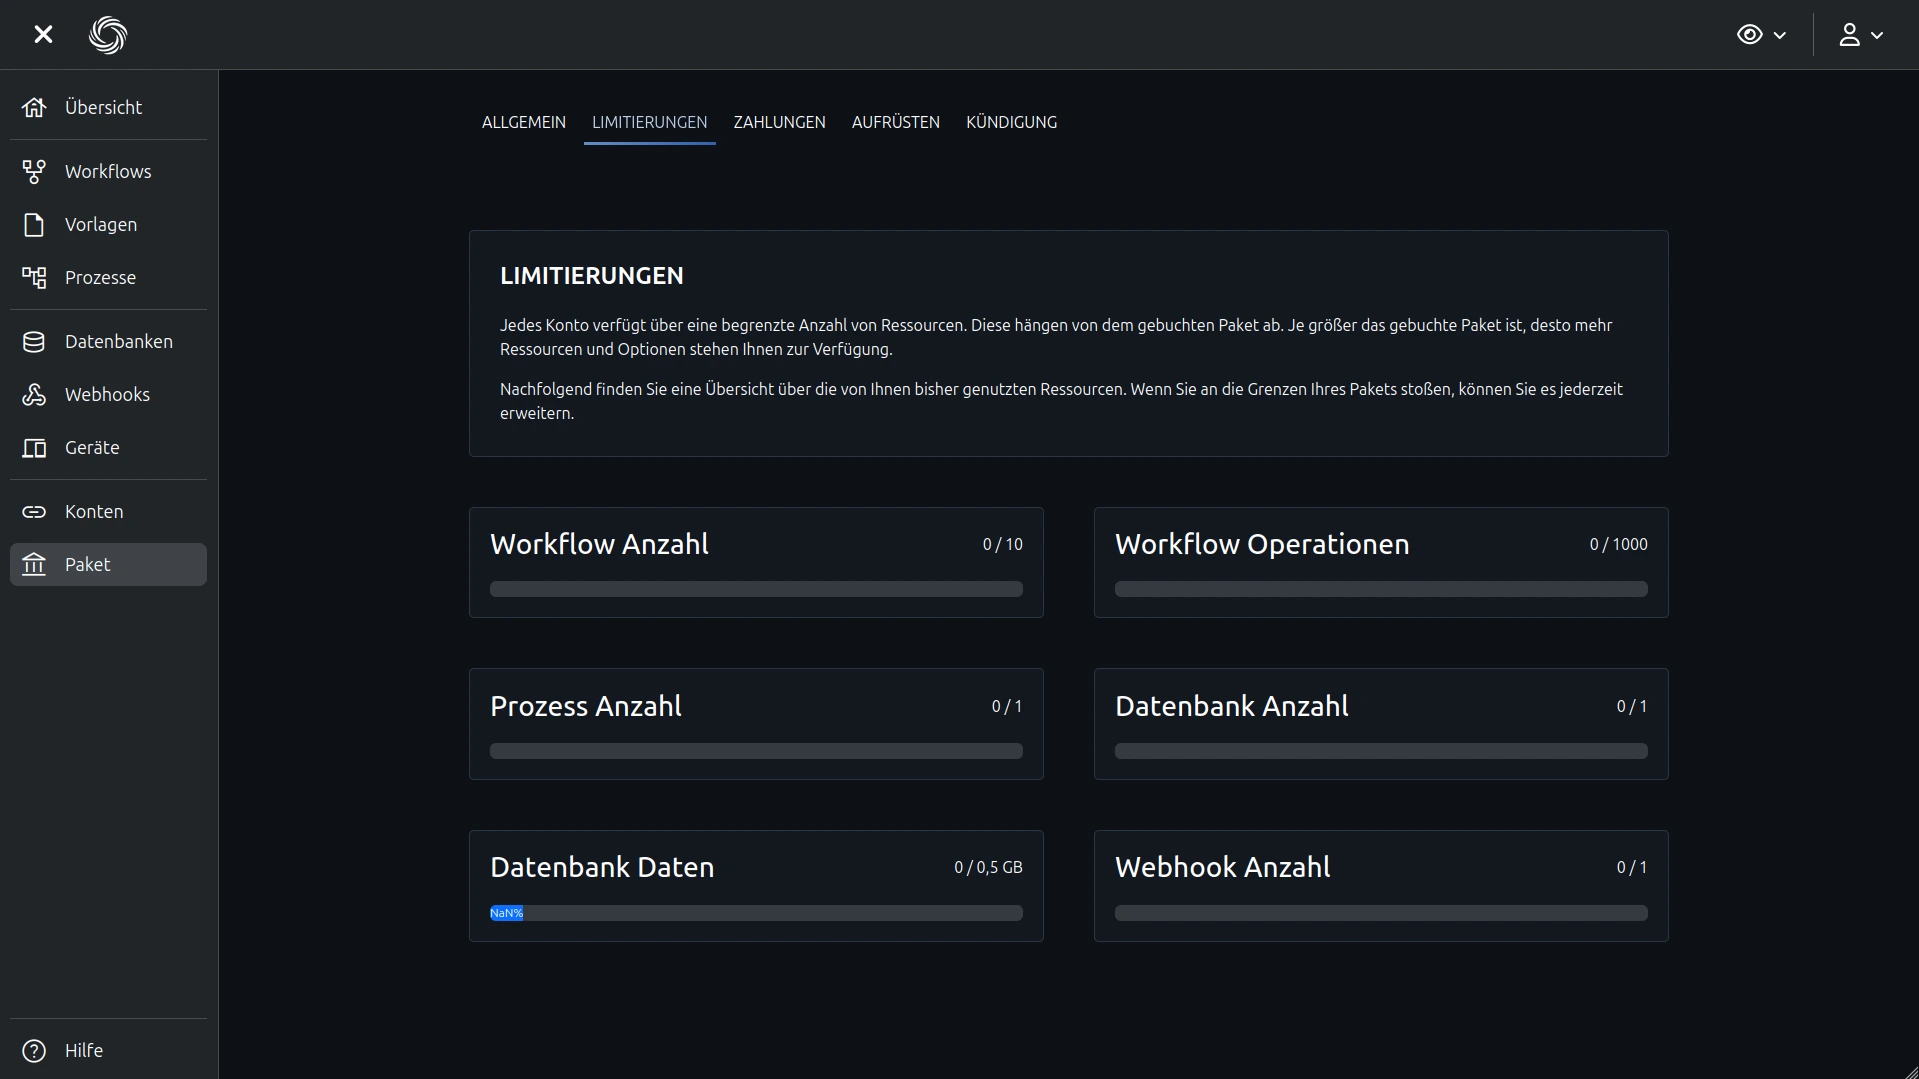 Übersicht
Workflows
Vorlagen
Prozesse
Datenbanken
Webhooks
Geräte
Konten
Paket
Hilfe
ALLGEMEIN LIMITIERUNGEN ZAHLUNGEN AUFRÜSTEN KÜNDIGUNG
LIMITIERUNGEN
Jedes Konto verfügt über eine begrenzte Anzahl von Ressourcen. Diese hängen von dem gebuchten Paket ab. Je größer das gebuchte Paket ist, desto mehr
Ressourcen und Optionen stehen Ihnen zur Verfügung.
Nachfolgend finden Sie eine Übersicht über die von Ihnen bisher genutzten Ressourcen. Wenn Sie an die Grenzen Ihres Pakets stoßen, können Sie es jederzeit
erweitern.
Workflow Anzahl 0 / 10
Workflow Operationen 0 / 1000
Prozess Anzahl 0 / 1
Datenbank Anzahl 0 / 1
Datenbank Daten 0 / 0,5 GB
NaN%
Webhook Anzahl 0 / 1